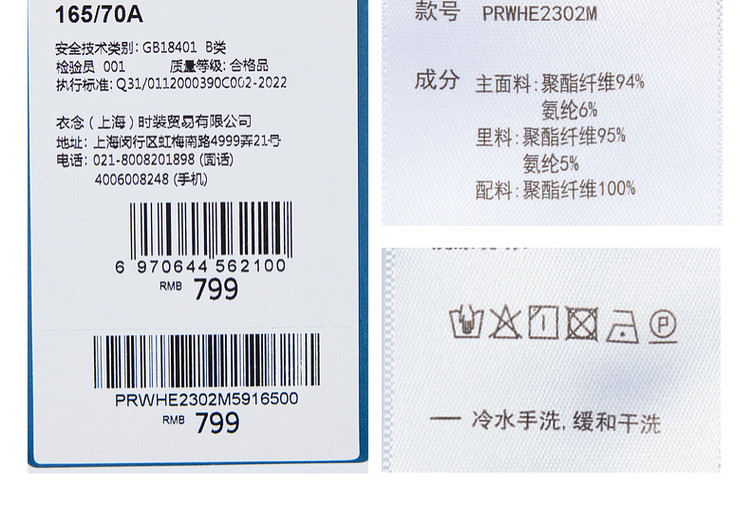 165/70A
安全技术类别: GB18401 B类
检验员 001 质量等级: 合格品
执行标准: Q31/0112000390C002-2022
衣念（上海）时装贸易有限公司
地址: 上海闵行区虹梅南路4999弄21号
电话: 021-8008201898 (固话)
4006008248 (手机)
6 970644 562100
RMB 799
PRWHE2302M5916500
RMB 799
款号 PRWHE2302M
成分 主面料: 聚酯纤维94%
氨纶6%
里料: 聚酯纤维95%
氨纶5%
配料: 聚酯纤维100%
P
一 冷水手洗, 缓和干洗